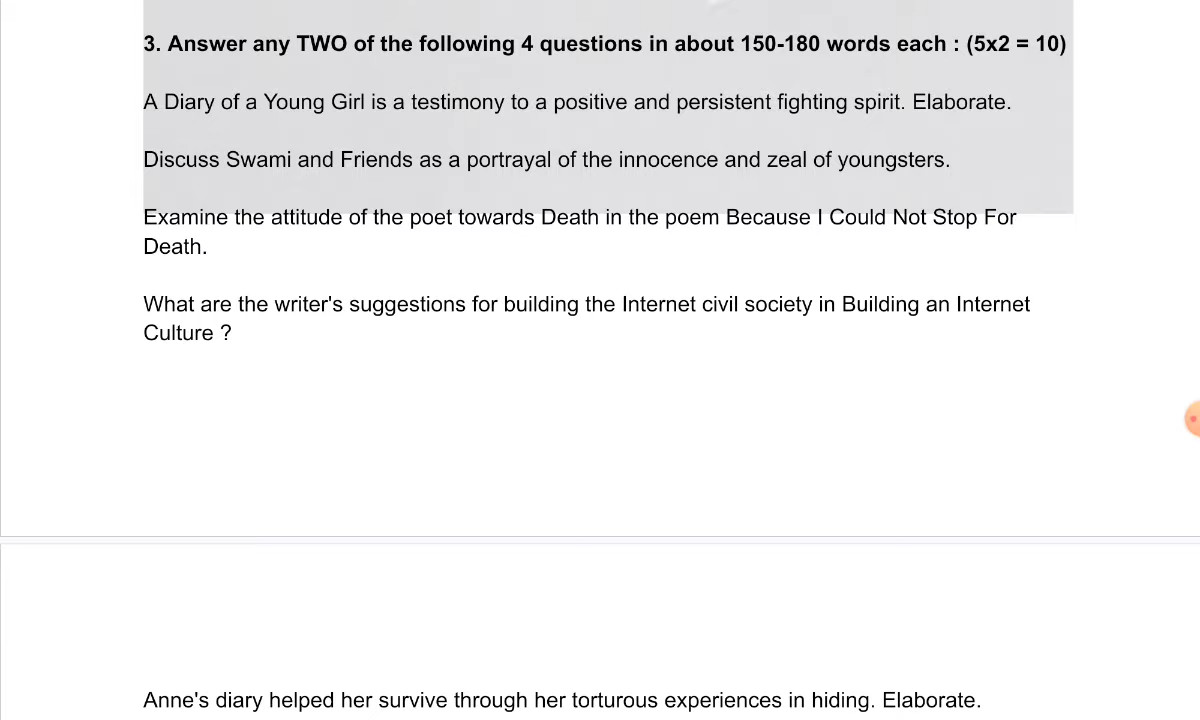 3. Answer any TWO of the following 4 questions in about 150-180 words each : (5x2 = 10)
A Diary of a Young Girl is a testimony to a positive and persistent fighting spirit. Elaborate.
Discuss Swami and Friends as a portrayal of the innocence and zeal of youngsters.
Examine the attitude of the poet towards Death in the poem Because I Could Not Stop For
Death.
What are the writer's suggestions for building the Internet civil society in Building an Internet
Culture ?
Anne's diary helped her survive through her torturous experiences in hiding. Elaborate.